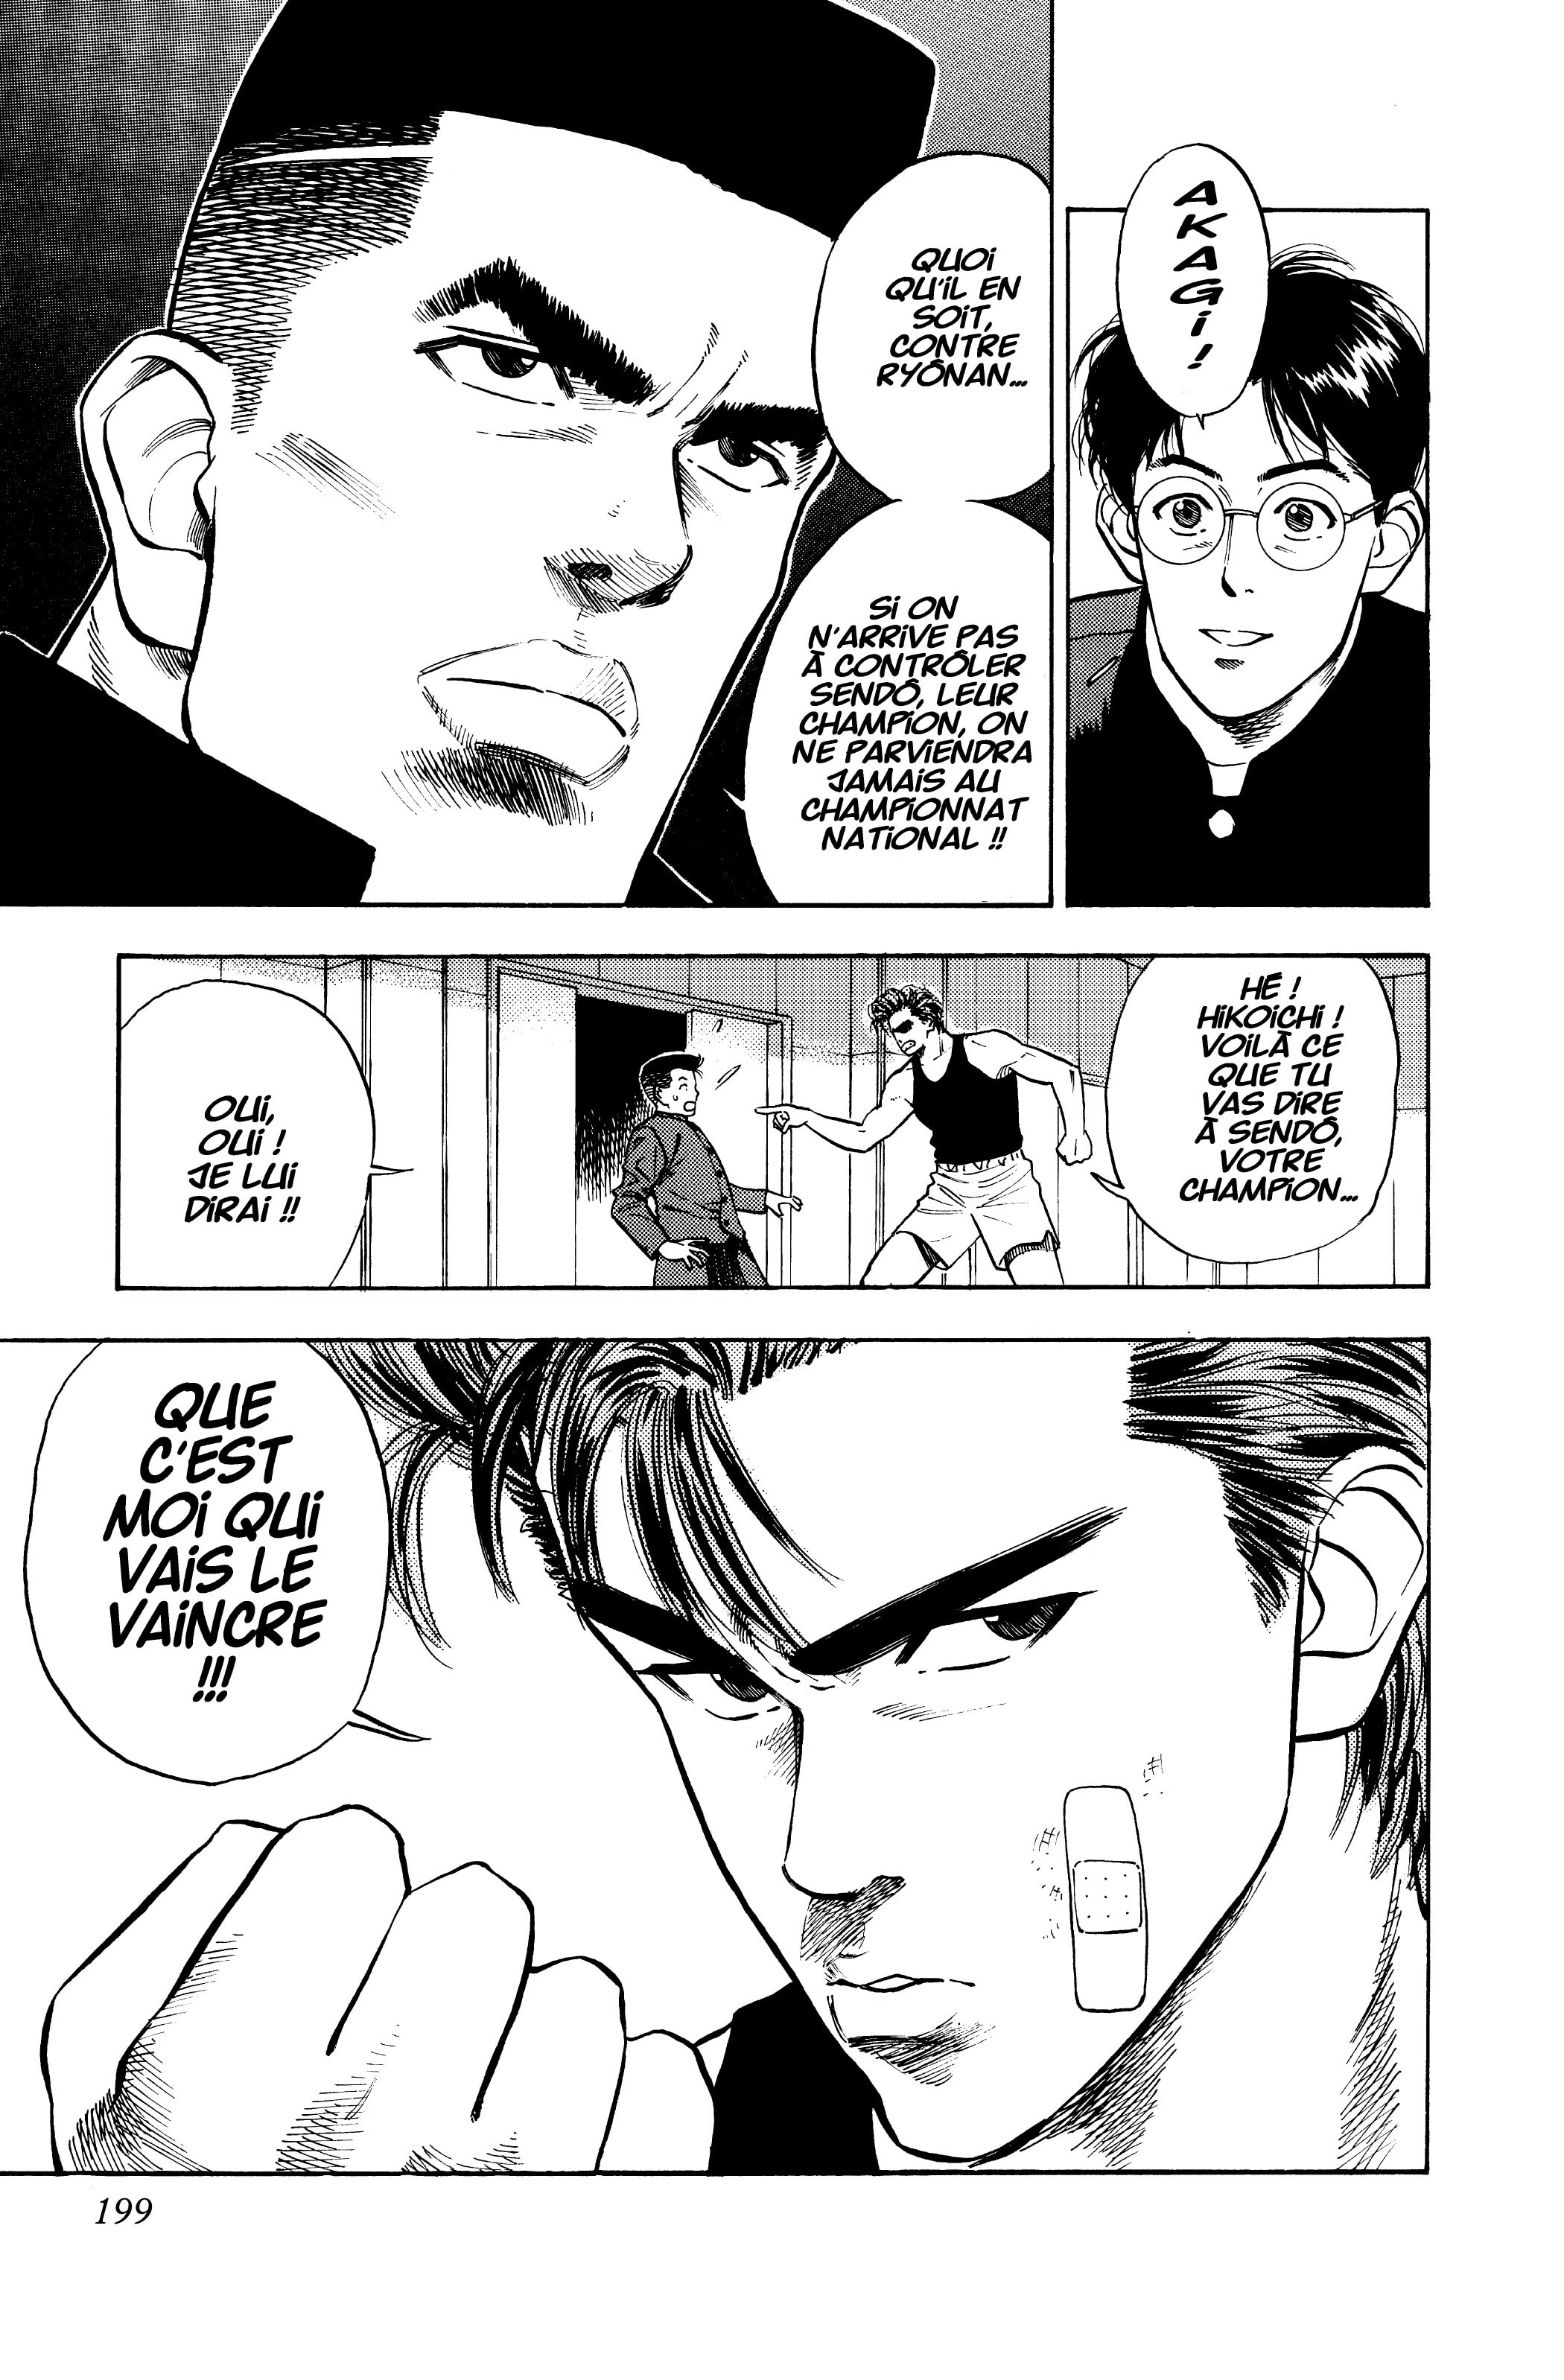 AKAGI !
QUOI
QU'IL EN
SOIT,
CONTRE
RYÔNAN...
SI ON
N'ARRIVE PAS
À CONTRÔLER
SENDÔ, LEUR
CHAMPION, ON
NE PARVIENDRA
JAMAIS AU
CHAMPIONNAT
NATIONAL !!
HÉ !
HIKOICHI !
VOILÀ CE
QUE TU
VAS DIRE
À SENDÔ,
VOTRE
CHAMPION...
OUI,
OUI !
JE LUI
DIRAI !!
QUE
C'EST
MOI QUI
VAIS LE
VAINCRE
!!!
199